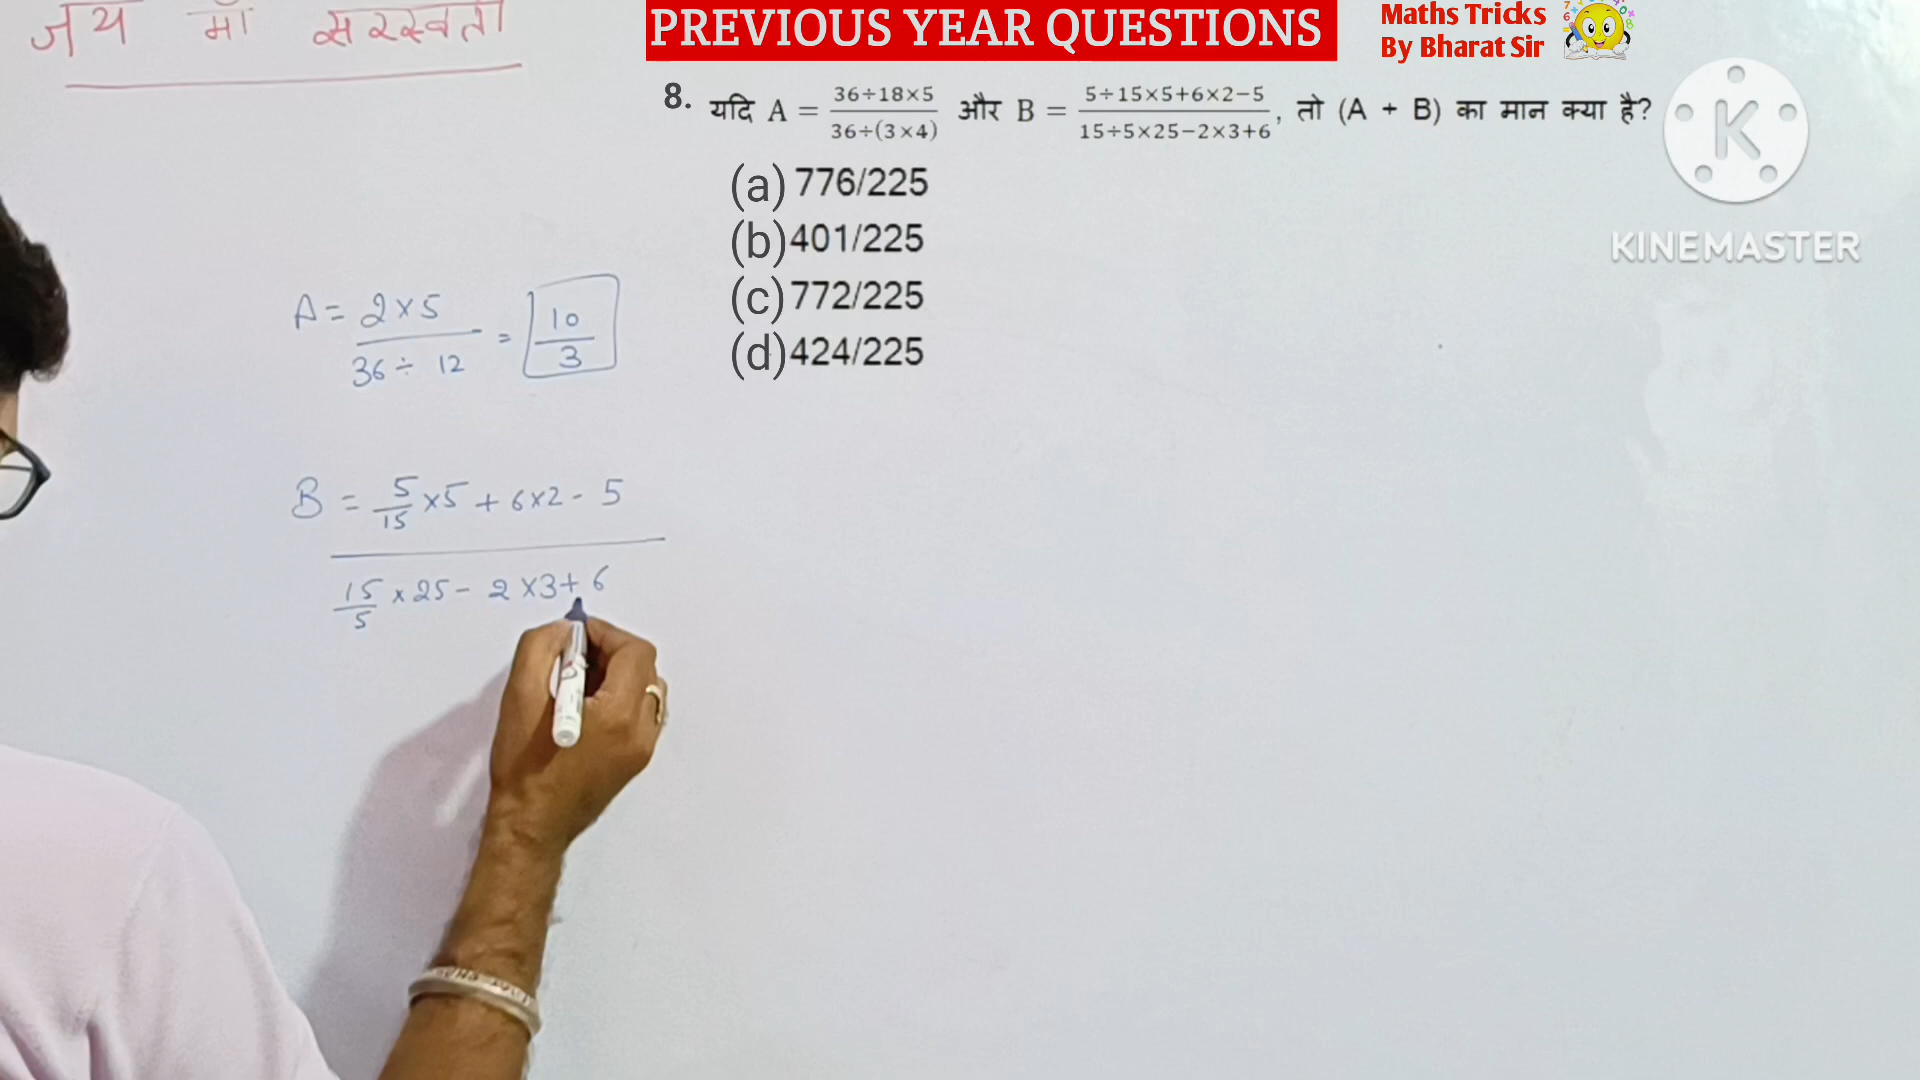 जय माँ सरस्वती
PREVIOUS YEAR QUESTIONS
Maths Tricks
By Bharat Sir
8. यदि A = 36÷18×5 / 36÷(3×4) और B = 5÷15×5+6×2−5 / 15÷5×25−2×3+6, तो (A + B) का मान क्या है?
(a) 776/225
(b) 401/225
(c) 772/225
(d) 424/225
K
KINEMASTER
A = 2×5 / 36÷12 = 10/3
B = 5/15 ×5 + 6×2 - 5
15/5 × 25 - 2×3+6